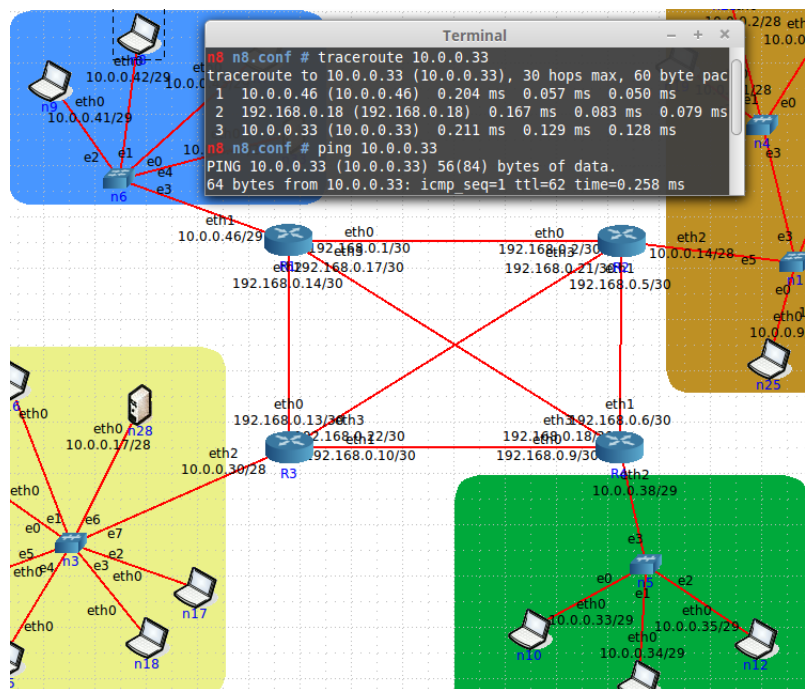 Terminal
n8 n8.conf # traceroute 10.0.0.33
traceroute to 10.0.0.33 (10.0.0.33), 30 hops max, 60 byte pac
1 10.0.0.46 (10.0.0.46) 0.204 ms 0.057 ms 0.050 ms
2 192.168.0.18 (192.168.0.18) 0.167 ms 0.083 ms 0.079 ms
3 10.0.0.33 (10.0.0.33) 0.211 ms 0.129 ms 0.128 ms
n8 n8.conf # ping 10.0.0.33
PING 10.0.0.33 (10.0.0.33) 56(84) bytes of data.
64 bytes from 10.0.0.33: icmp_seq=1 ttl=62 time=0.258 ms
eth0
10.0.0.42/29
n9
eth0
10.0.0.41/29
e2
e1
e0
e4
e3
n6
eth1
10.0.0.46/29
eth0
192.168.0.1/30
eth3
192.168.0.17/30
192.168.0.14/30
eth0
192.168.0.2/30
eth3
192.168.0.21/30
eth1
192.168.0.5/30
R2
eth2
10.0.0.14/28
e0
n4
e3
e3
e5
n1
e0
eth0
10.0.0.9
n25
eth0
192.168.0.13/30
eth3
eth1
192.168.0.10/30
eth2
10.0.0.30/28
R3
eth1
192.168.0.6/30
eth3
192.168.0.18/30
eth0
192.168.0.9/30
eth2
10.0.0.38/29
eth0
eth0
10.0.0.17/28
n28
eth0
e1
e0
e6
e7
e5
e4
e2
e3
n3
eth0
eth0
eth0
n17
eth0
eth0
n18
e3
n5
e0
e1
e2
eth0
10.0.0.33/29
n10
eth0
10.0.0.34/29
eth0
10.0.0.35/29
n12